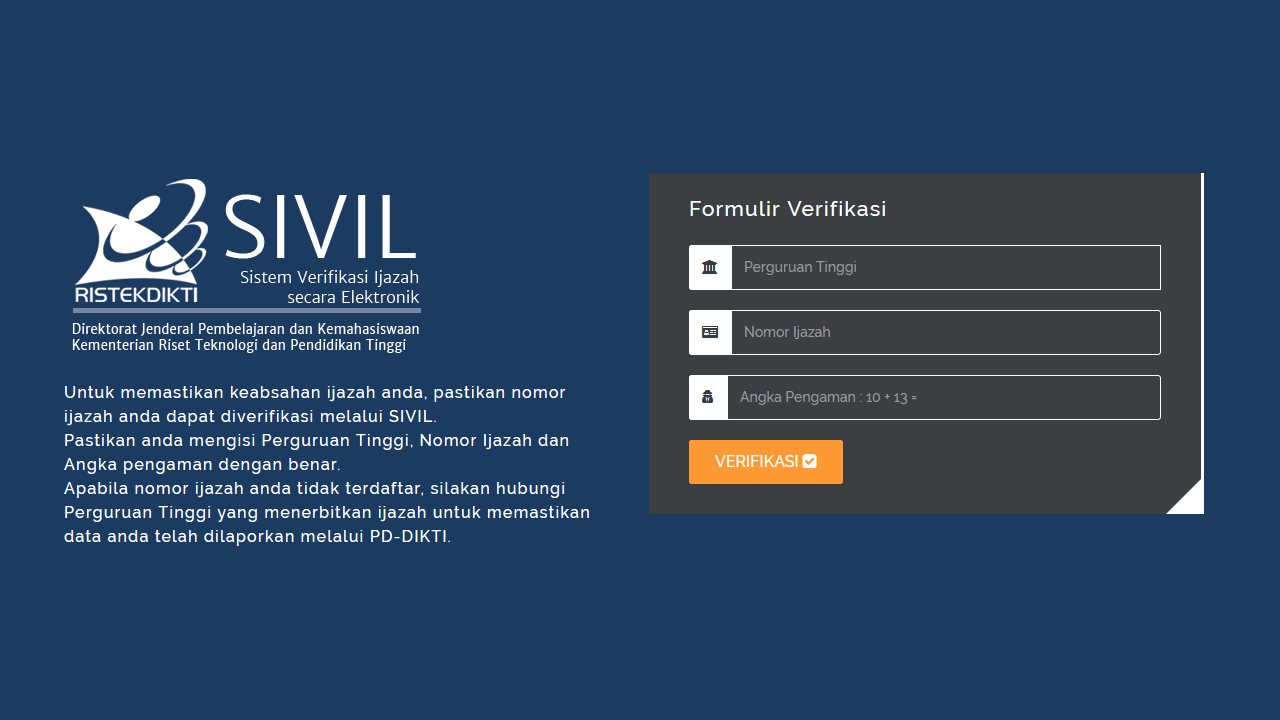 RISTEKDIKTI
SIVIL
Sistem Verifikasi Ijazah
secara Elektronik
Direktorat Jenderal Pembelajaran dan Kemahasiswaan
Kementerian Riset Teknologi dan Pendidikan Tinggi
Untuk memastikan keabsahan ijazah anda, pastikan nomor
ijazah anda dapat diverifikasi melalui SIVIL.
Pastikan anda mengisi Perguruan Tinggi, Nomor Ijazah dan
Angka pengaman dengan benar.
Apabila nomor ijazah anda tidak terdaftar, silakan hubungi
Perguruan Tinggi yang menerbitkan ijazah untuk memastikan
data anda telah dilaporkan melalui PD-DIKTI.
Formulir Verifikasi
Perguruan Tinggi
Nomor Ijazah
Angka Pengaman : 10 + 13 =
VERIFIKASI